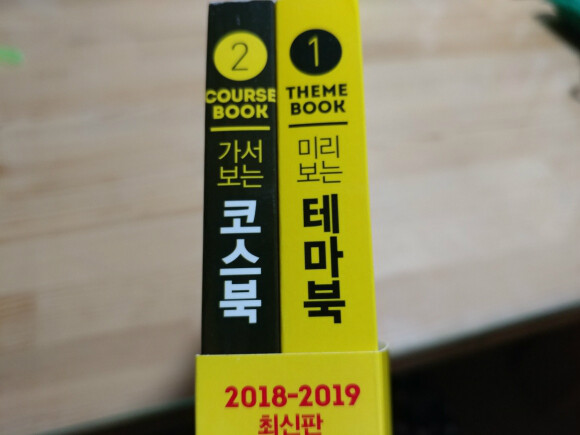 2
COURSE
BOOK
가서
보는
코스북
1
THEME
BOOK
미리
보는
테마북
2018-2019
최신판